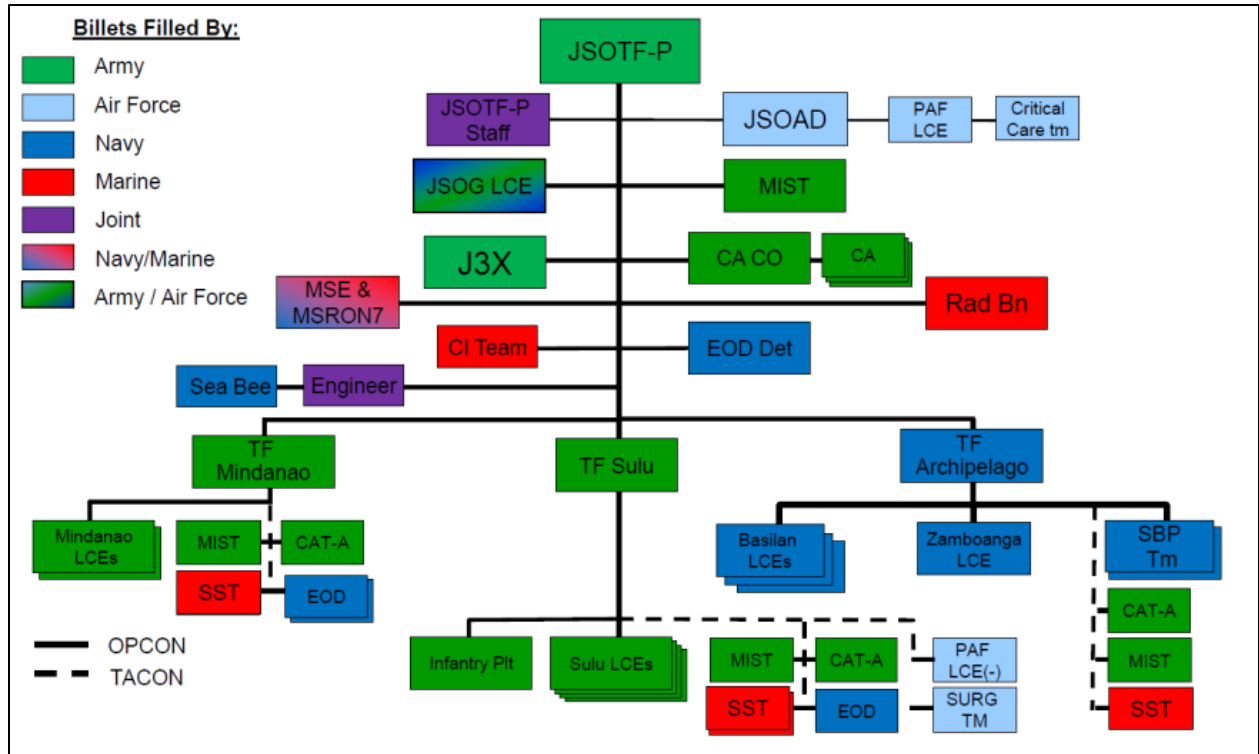 Billets Filled By:
Army
Air Force
Navy
Marine
Joint
Navy/Marine
Army / Air Force
JSOTF-P
JSOTF-P
Staff
JSOAD
PAF
LCE
Critical
Care tm
JSOG LCE
MIST
J3X
CA CO
CA
MSE &
MSRON7
Rad Bn
CI Team
EOD Det
Sea Bee
Engineer
TF
Mindanao
TF Sulu
TF
Archipelago
Mindanao
LCEs
MIST
CAT-A
SST
EOD
Basilan
LCEs
Zamboanga
LCE
SBP
Tm
CAT-A
MIST
SST
Infantry Plt
Sulu LCEs
MIST
CAT-A
PAF
LCE(-)
SST
EOD
SURG
TM
OPCON
TACON